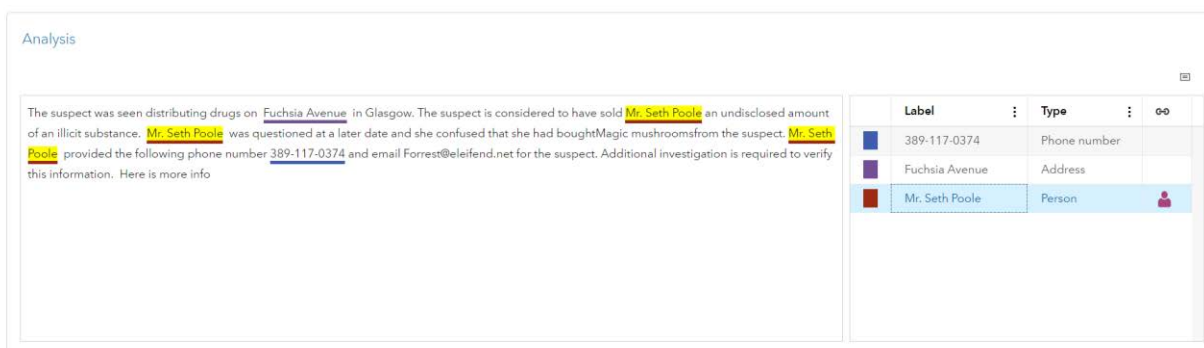 Analysis
The suspect was seen distributing drugs on Fuchsia Avenue in Glasgow. The suspect is considered to have sold Mr. Seth Poole an undisclosed amount
of an illicit substance. Mr. Seth Poole was questioned at a later date and she confused that she had boughtMagic mushroomsfrom the suspect. Mr. Seth
Poole provided the following phone number 389-117-0374 and email Forrest@eleifend.net for the suspect. Additional investigation is required to verify
this information. Here is more info
Label Type
389-117-0374 Phone number
Fuchsia Avenue Address
Mr. Seth Poole Person